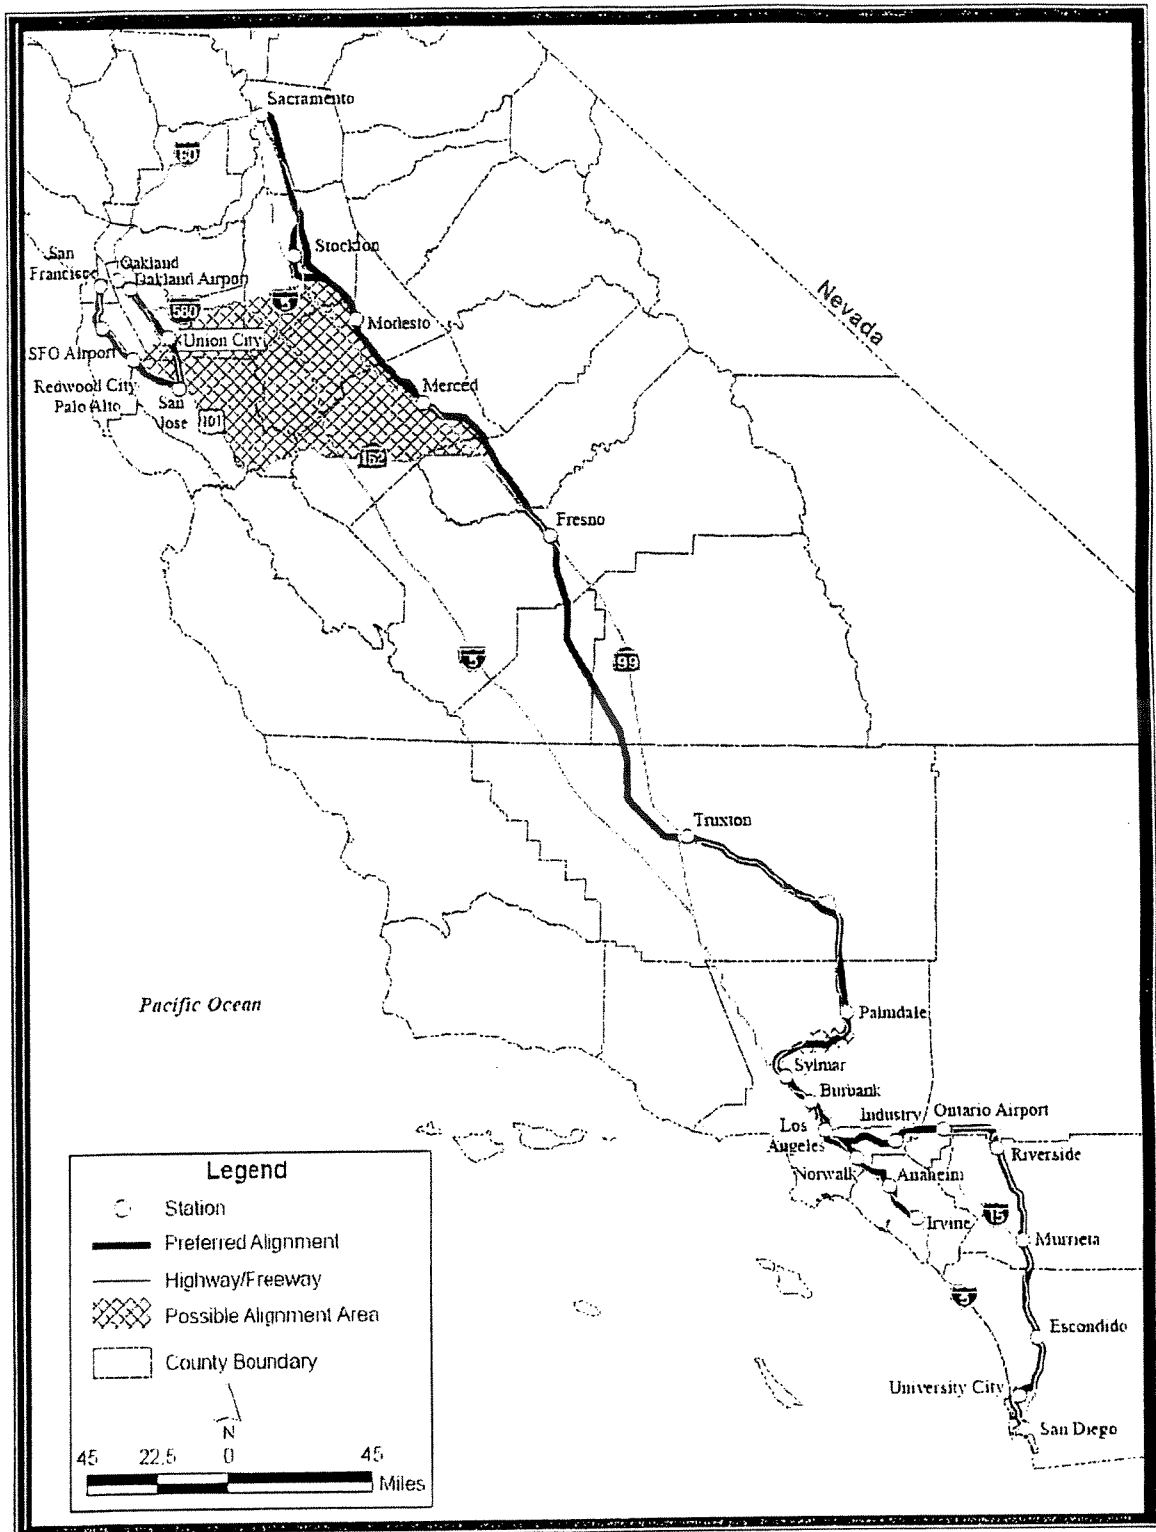 Sacramento
80
Stockton
San
Francisco
Oakland
Oakland Airport
580
5
Nevada
Modesto
Union City
SFO Airport
Redwood City
Palo Alto
San
Jose
101
Merced
152
Fresno
5
99
Truxton
Pacific Ocean
Palmdale
Sylmar
Burbank
Industry
Ontario Airport
Los
Angeles
Riverside
Norwalk
Anaheim
Irvine
15
Murrieta
5
Escondido
University City
San Diego
Legend
Station
Preferred Alignment
Highway/Freeway
Possible Alignment Area
County Boundary
N
45 22.5 0 45
Miles